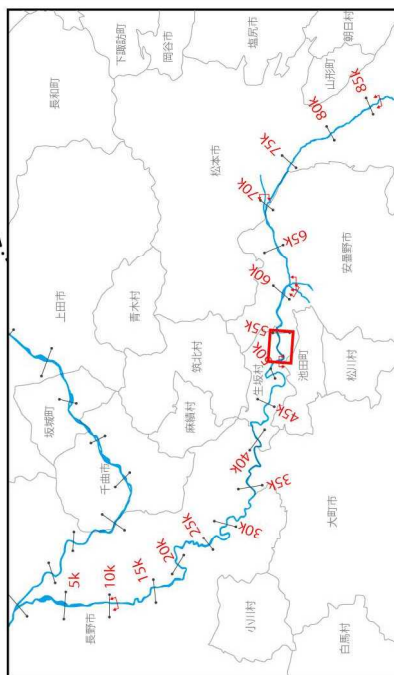 坂城町
上田市
長和町
5k
長野市
10k
千曲市
下諏訪町
15k
青木村
20k
岡谷市
25k
麻績村
筑北村
松本市
小川村
30k
35k
40k
45k
生坂村
50k
55k
60k
65k
70k
75k
80k
85k
塩尻市
池田町
山形町
朝日村
白馬村
大町市
松川村
安曇野市